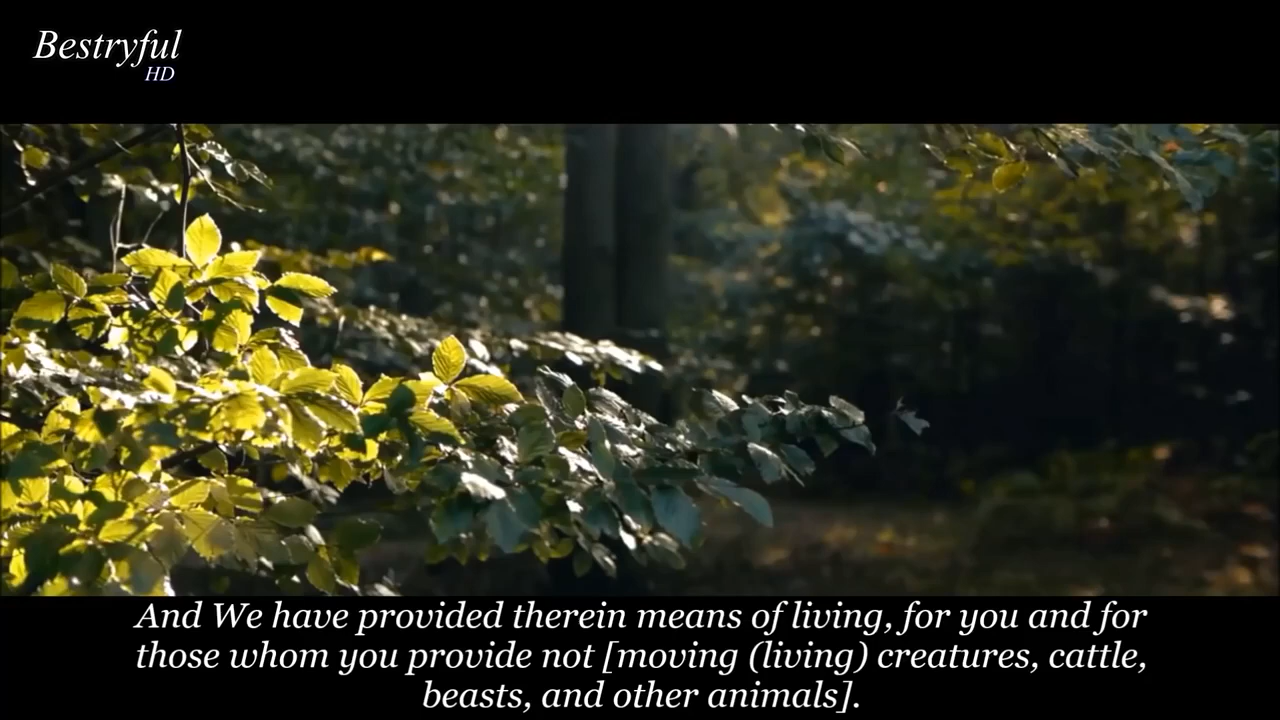 Bestryful
HD
And We have provided therein means of living, for you and for
those whom you provide not [moving (living) creatures, cattle,
beasts, and other animals].